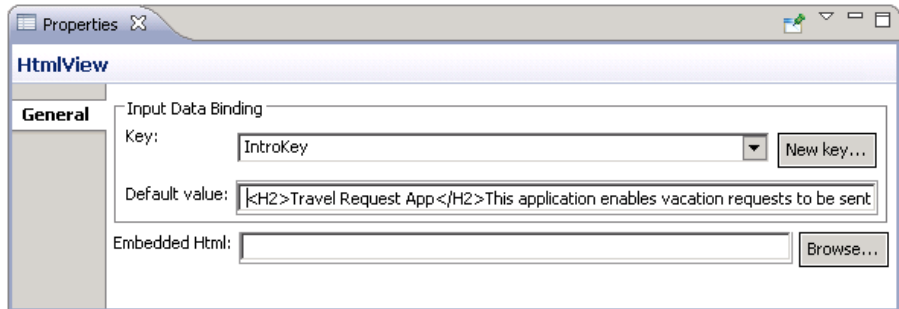 Properties
HtmlView
General
Input Data Binding
Key:
IntroKey
New key...
Default value:
<H2>Travel Request App</H2>This application enables vacation requests to be sent
Embedded Html:
Browse...